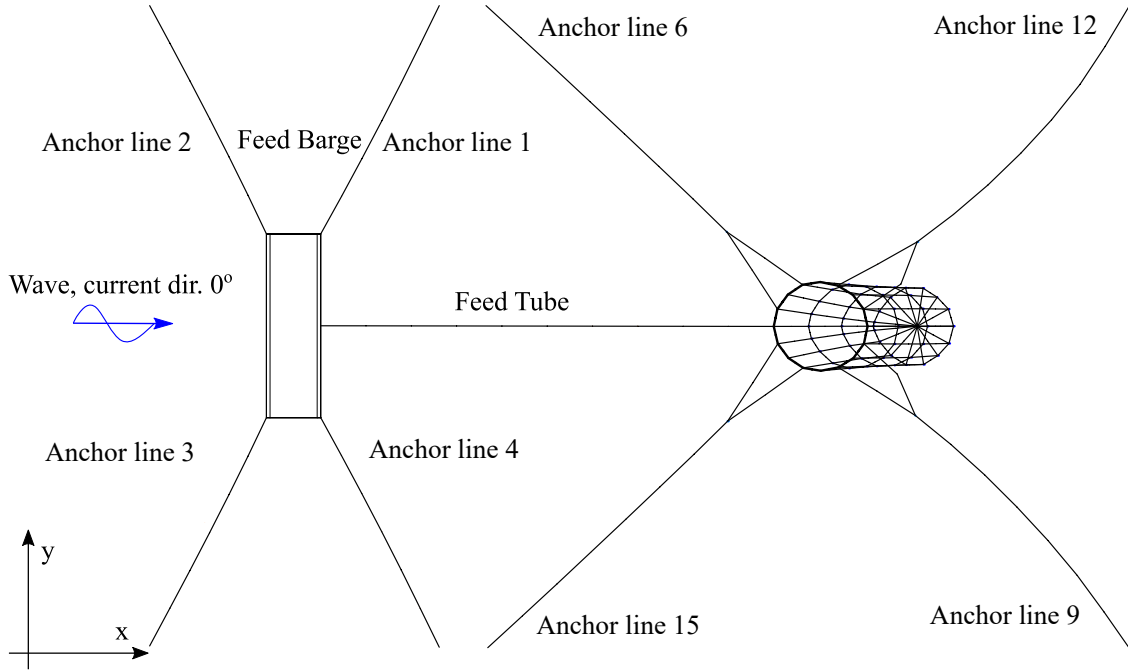 Anchor line 6
Anchor line 12
Anchor line 2
Feed Barge
Anchor line 1
Wave, current dir. 0º
Feed Tube
Anchor line 3
Anchor line 4
y
x
Anchor line 15
Anchor line 9